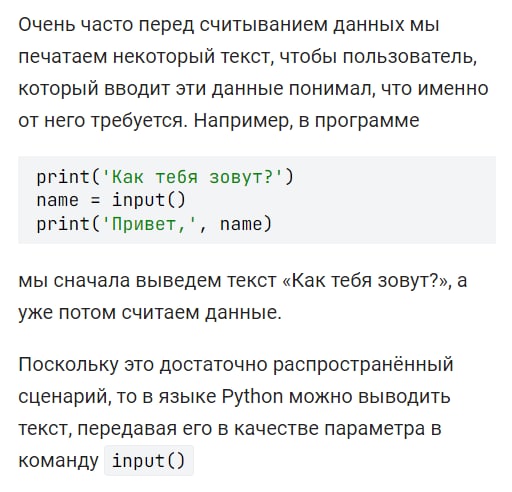 Очень часто перед считыванием данных мы
печатаем некоторый текст, чтобы пользователь,
который вводит эти данные понимал, что именно
от него требуется. Например, в программе
print('Как тебя зовут?')
name = input()
print('Привет,', name)
мы сначала выведем текст «Как тебя зовут?», а
уже потом считаем данные.
Поскольку это достаточно распространённый
сценарий, то в языке Python можно выводить
текст, передавая его в качестве параметра в
команду input()